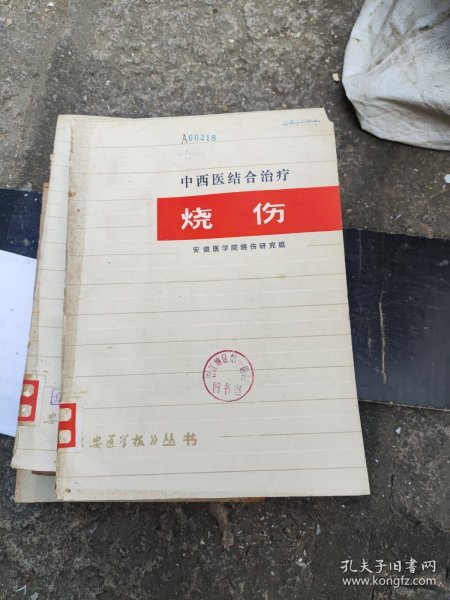 A00218
中西医结合治疗
烧伤
安徽医学院烧伤研究组
图书室
《安医学报》丛书
孔夫子旧书网
www.kongfz.com